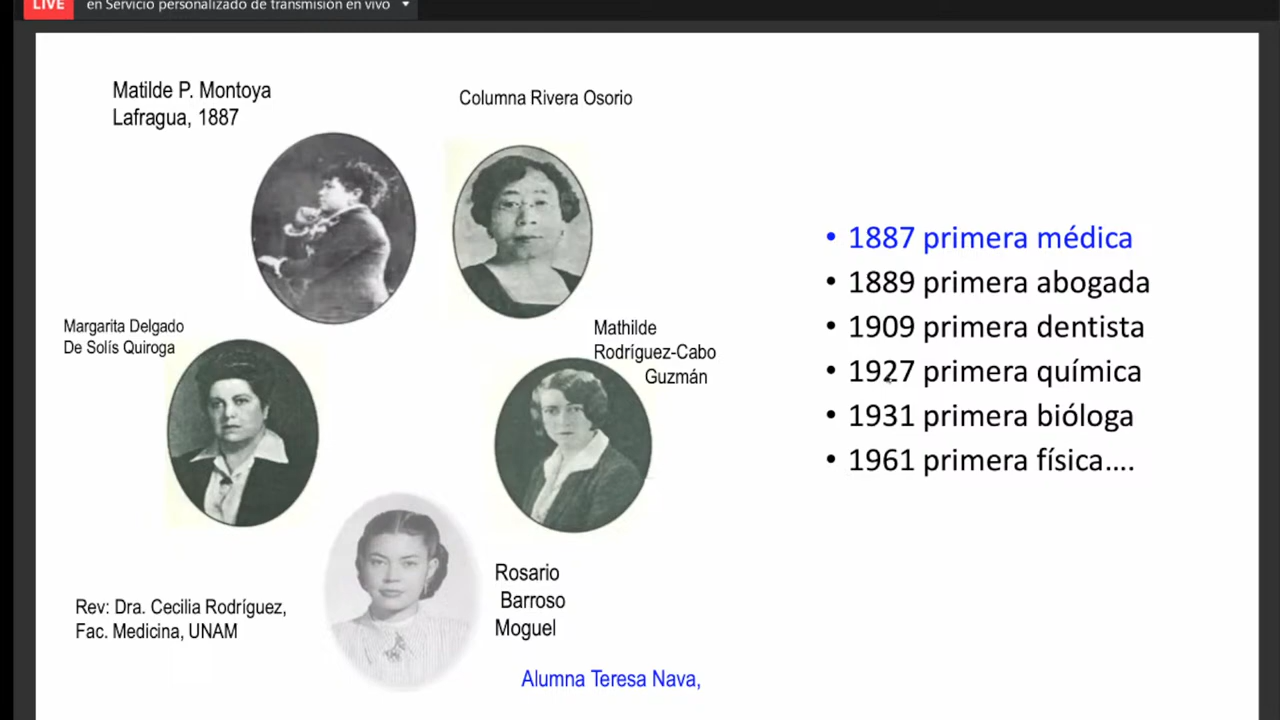 LIVE en Servicio personalizado de transmisión en vivo
Matilde P. Montoya
Lafragua, 1887
Columna Rivera Osorio
Margarita Delgado
De Solís Quiroga
Mathilde
Rodríguez-Cabo
Guzmán
Rosario
Barroso
Moguel
Rev: Dra. Cecilia Rodríguez,
Fac. Medicina, UNAM
Alumna Teresa Nava,
• 1887 primera médica
• 1889 primera abogada
• 1909 primera dentista
• 1927 primera química
• 1931 primera bióloga
• 1961 primera física....